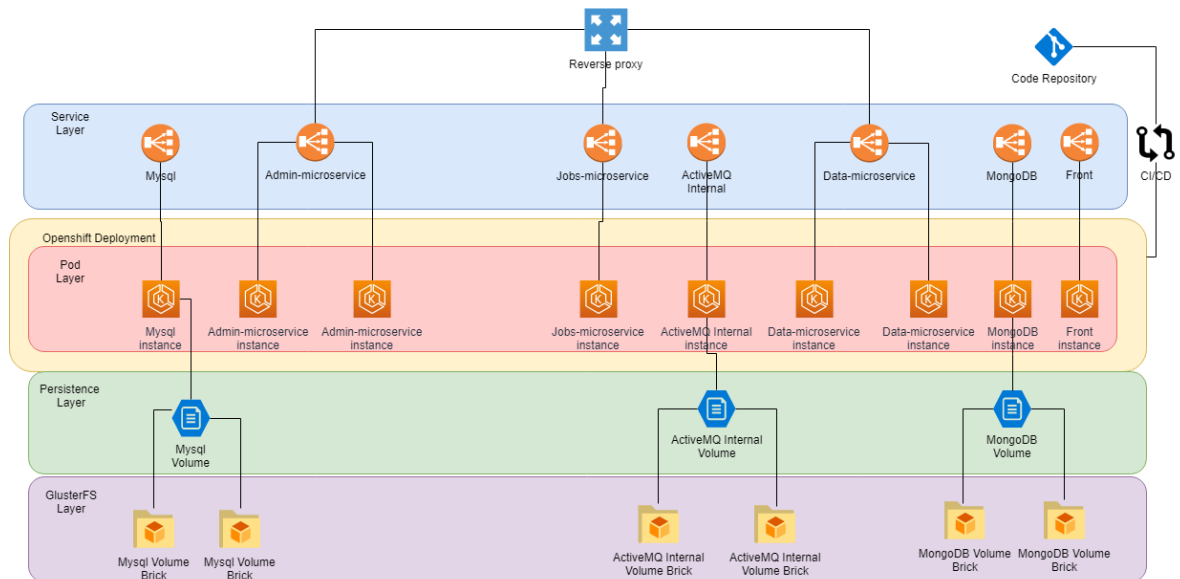 Reverse proxy
Code Repository
Service
Layer
Mysql
Admin-microservice
Jobs-microservice
ActiveMQ
Internal
Data-microservice
MongoDB
Front
CI/CD
Openshift Deployment
Pod
Layer
Mysql
instance
Admin-microservice
instance
Admin-microservice
instance
Jobs-microservice
instance
ActiveMQ Internal
instance
Data-microservice
instance
Data-microservice
instance
MongoDB
instance
Front
instance
Persistence
Layer
Mysql
Volume
ActiveMQ Internal
Volume
MongoDB
Volume
GlusterFS
Layer
Mysql Volume
Brick
Mysql Volume
Brick
ActiveMQ Internal
Volume Brick
ActiveMQ Internal
Volume Brick
MongoDB Volume
Brick
MongoDB Volume
Brick